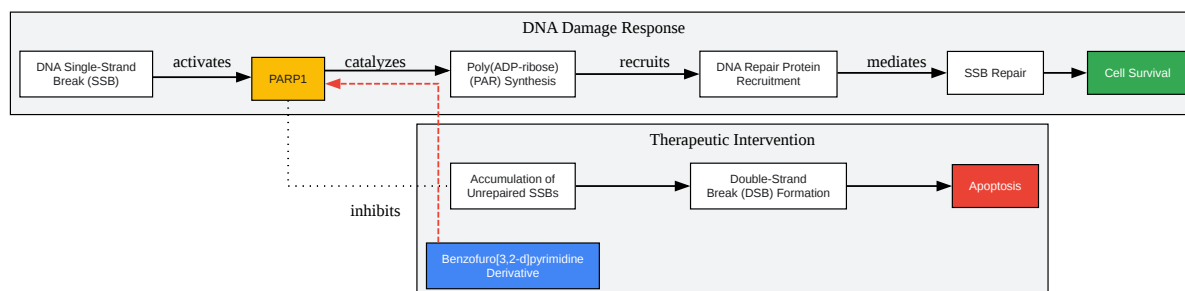 DNA Damage Response
DNA Single-Strand
Break (SSB)
activates
PARP1
catalyzes
Poly(ADP-ribose)
(PAR) Synthesis
recruits
DNA Repair Protein
Recruitment
mediates
SSB Repair
Cell Survival
Therapeutic Intervention
Accumulation of
Unrepaired SSBs
Double-Strand
Break (DSB) Formation
Apoptosis
inhibits
Benzofuro[3,2-d]pyrimidine
Derivative